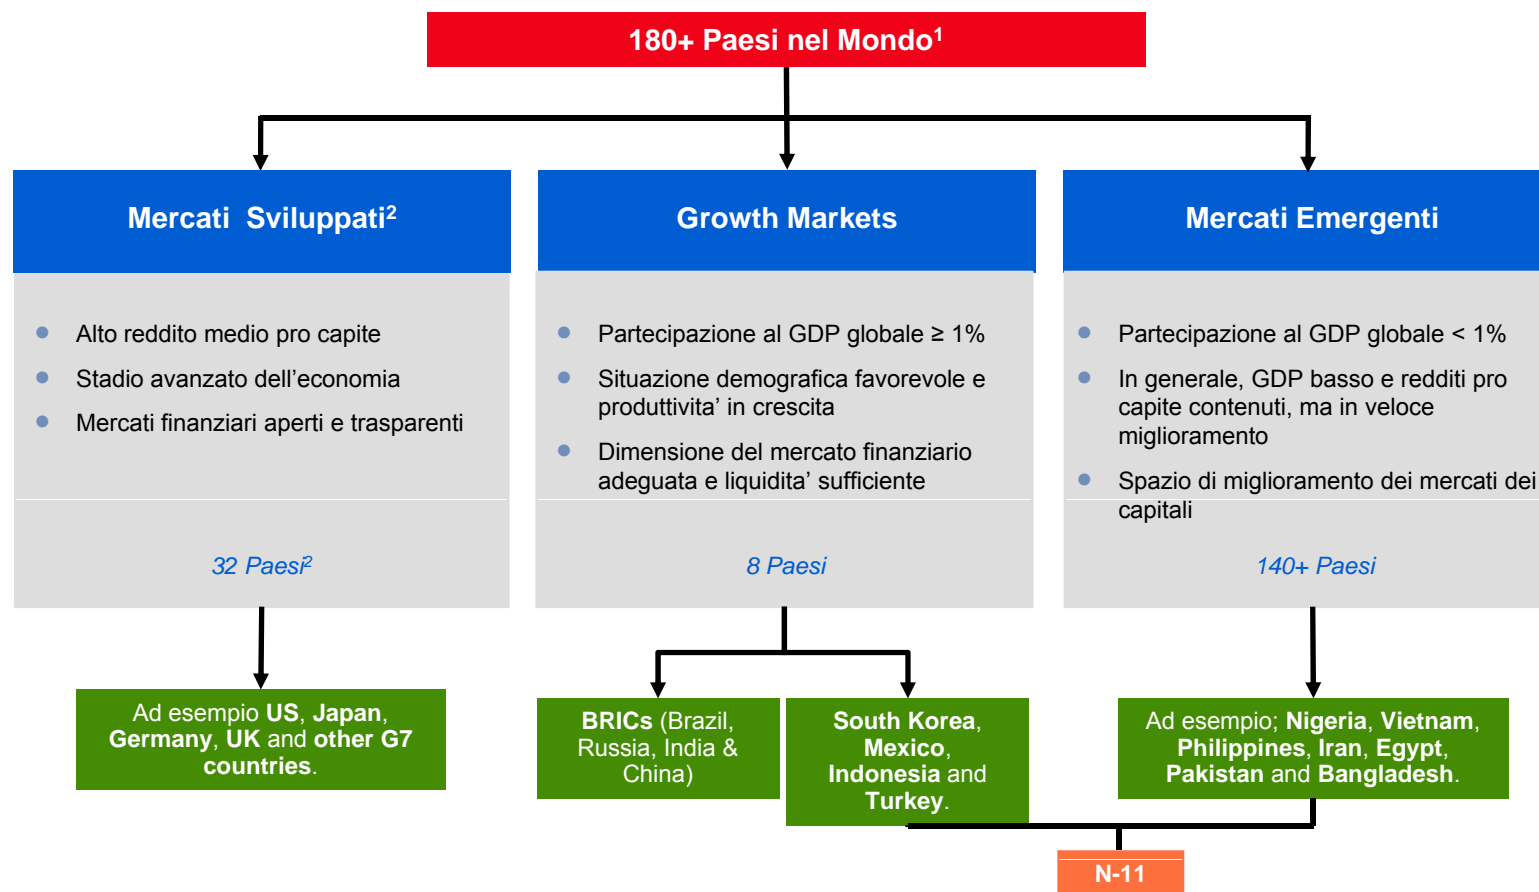 180+ Paesi nel Mondo1
Mercati Sviluppati2
Growth Markets
Mercati Emergenti
Alto reddito medio pro capite
Stadio avanzato dell’economia
Mercati finanziari aperti e trasparenti
32 Paesi2
Partecipazione al GDP globale ≥ 1%
Situazione demografica favorevole e
produttivita’ in crescita
Dimensione del mercato finanziario
adeguata e liquidita’ sufficiente
8 Paesi
Partecipazione al GDP globale < 1%
In generale, GDP basso e redditi pro
capite contenuti, ma in veloce
miglioramento
Spazio di miglioramento dei mercati dei
capitali
140+ Paesi
Ad esempio US, Japan,
Germany, UK and other G7
countries.
BRICs (Brazil,
Russia, India &
China)
South Korea,
Mexico,
Indonesia and
Turkey.
Ad esempio; Nigeria, Vietnam,
Philippines, Iran, Egypt,
Pakistan and Bangladesh.
N-11